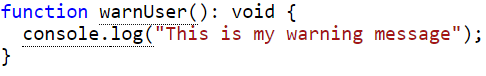 function warnUser(): void {
  console.log("This is my warning message");
}